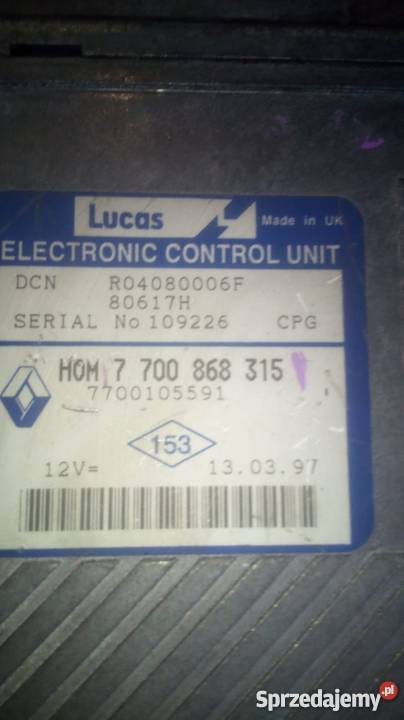 Lucas
Made in UK
ELECTRONIC CONTROL UNIT
DCN R04080006F
80617H
SERIAL No 109226 CPG
HOM 7 700 868 315
7700105591
153
12V= 13.03.97
Sprzedajemy.pl